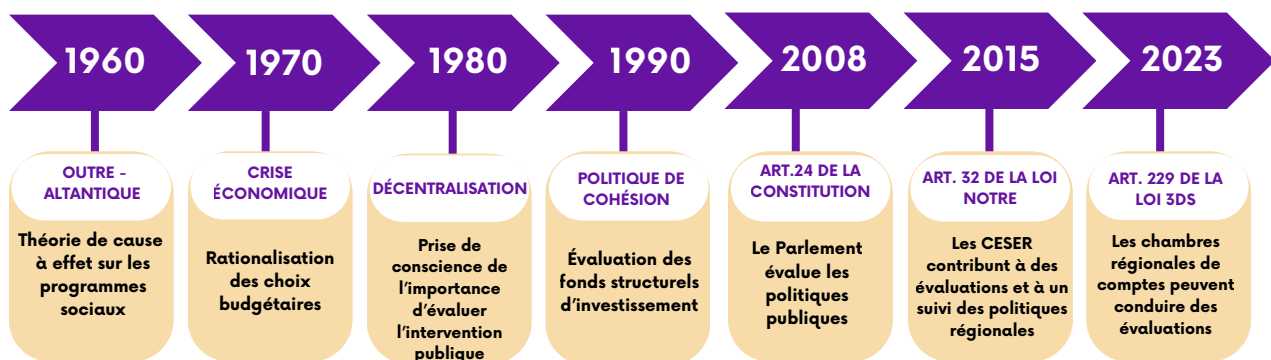 1960
OUTRE -
ALTANTIQUE
Théorie de cause
à effet sur les
programmes
sociaux
1970
CRISE
ÉCONOMIQUE
Rationalisation
des choix
budgétaires
1980
DÉCENTRALISATION
Prise de
conscience de
l'importance
d'évaluer
l'intervention
publique
1990
POLITIQUE DE
COHÉSION
Évaluation des
fonds structurels
d'investissement
2008
ART.24 DE LA
CONSTITUTION
Le Parlement
évalue les
politiques
publiques
2015
ART. 32 DE LA LOI
NOTRE
Les CESER
contribunt à des
évaluations et à un
suivi des politiques
régionales
2023
ART. 229 DE LA
LOI 3DS
Les chambres
régionales de
comptes peuvent
conduire des
évaluations